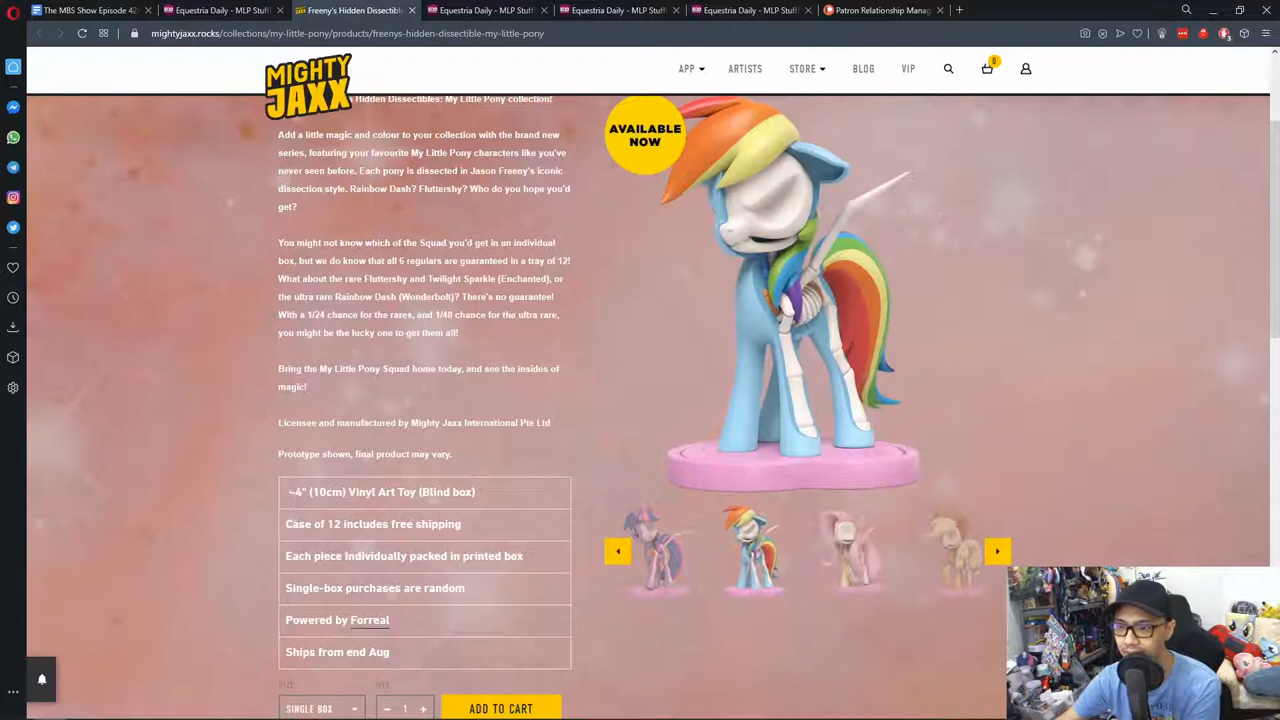 The MBS Show Episode 42
Equestria Daily - MLP Stu
Equestria Daily - MLP Stu
Equestria Daily - MLP Stu
Equestria Daily - MLP Stu
Patron Relationship Manag
mightyjaxx.rocks/collections/my-little-pony/products/freenys-hidden-dissectible-my-little-pony
MIGHTY
JAXX
APP
ARTISTS
STORE
BLOG
VIP
0
Hidden Dissectibles: My Little Pony collection!
Add a little magic and colour to your collection with the brand new
series, featuring your favourite My Little Pony characters like you've
never seen before. Each pony is dissected in Jason Freeny's iconic
dissection style. Rainbow Dash? Fluttershy? Who do you hope you'd
get?
You might not know which of the Squad you'd get in an individual
box, but we do know that all 6 regulars are guaranteed in a tray of 12!
What about the rare Fluttershy and Twilight Sparkle (Enchanted), or
the ultra rare Rainbow Dash (Wonderbolt)? There's no guarantee!
With a 1/24 chance for the rares, and 1/48 chance for the ultra rare,
you might be the lucky one to get them all!
Bring the My Little Pony Squad home today, and see the insides of
magic!
Licensee and manufactured by Mighty Jaxx International Pte Ltd
Prototype shown, final product may vary.
~4" (10cm) Vinyl Art Toy (Blind box)
Case of 12 includes free shipping
Each piece Individually packed in printed box
Single-box purchases are random
Powered by Forreal
Ships from end Aug
SIZE
QTY
SINGLE BOX
1
ADD TO CART
AVAILABLE
NOW